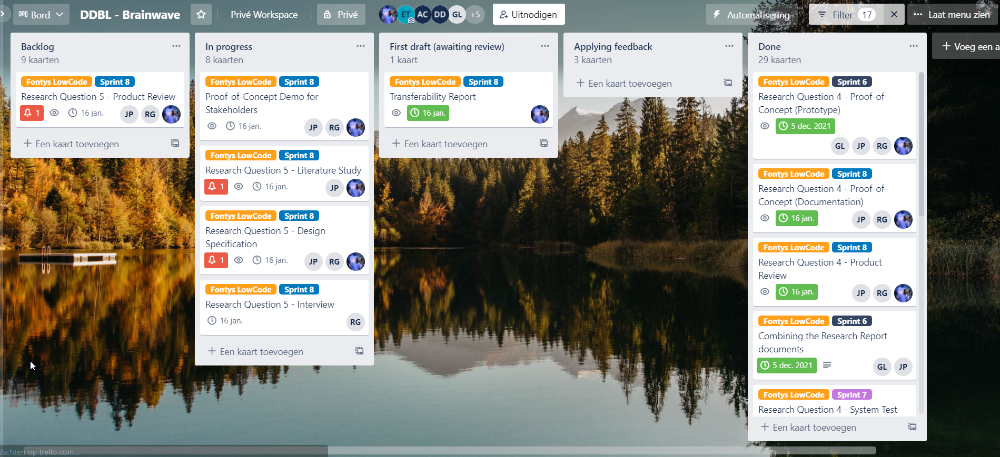 Bord
DDBL - Brainwave
Privé Workspace
Privé
ET
AC
DD
GL
+5
Uitnodigen
Automatisering
Filter
17
Laat menu zien
Backlog
9 kaarten
Fontys LowCode
Sprint 8
Research Question 5 - Product Review
1
16 jan.
JP
RG
Een kaart toevoegen
In progress
8 kaarten
Fontys LowCode
Sprint 8
Proof-of-Concept Demo for
Stakeholders
16 jan.
JP
RG
Fontys LowCode
Sprint 8
Research Question 5 - Literature Study
1
16 jan.
JP
Fontys LowCode
Sprint 8
Research Question 5 - Design
Specification
1
16 jan.
JP
RG
Fontys LowCode
Sprint 8
Research Question 5 - Interview
16 jan.
RG
Een kaart toevoegen
First draft (awaiting review)
1 kaart
Fontys LowCode
Sprint 8
Transferability Report
16 jan.
Een kaart toevoegen
Applying feedback
3 kaarten
Een kaart toevoegen
Done
29 kaarten
Fontys LowCode
Sprint 6
Research Question 4 - Proof-of-
Concept (Prototype)
5 dec. 2021
GL
JP
RG
Fontys LowCode
Sprint 8
Research Question 4 - Proof-of-
Concept (Documentation)
16 jan.
JP
RG
Fontys LowCode
Sprint 8
Research Question 4 - Product
Review
16 jan.
JP
RG
Fontys LowCode
Sprint 6
Combining the Research Report
documents
5 dec. 2021
GL
JP
Fontys LowCode
Sprint 7
Research Question 4 - System Test
Een kaart toevoegen
Voeg een a
Wachten op trello.com...